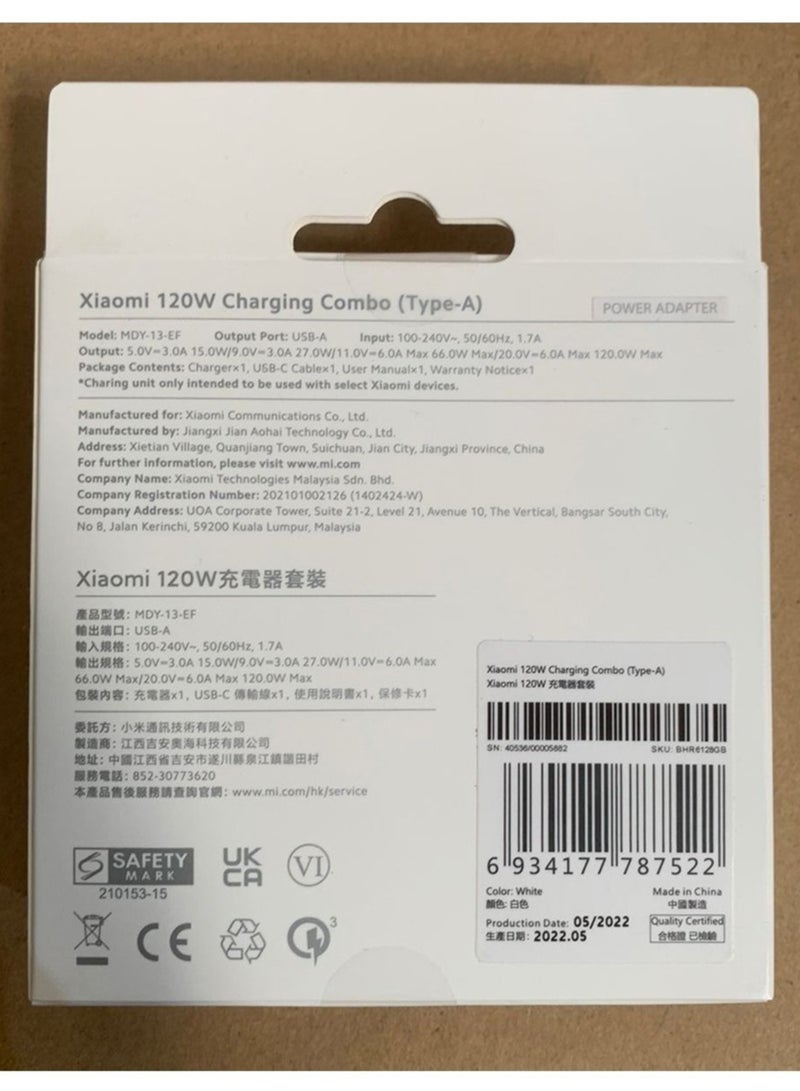 Xiaomi 120W Charging Combo (Type-A)
POWER ADAPTER
Model: MDY-13-EF Output Port: USB-A Input: 100-240V~, 50/60Hz, 1.7A
Output: 5.0V=3.0A 15.0W/9.0V=3.0A 27.0W/11.0V=6.0A Max 66.0W Max/20.0V=6.0A Max 120.0W Max
Package Contents: Charger×1, USB-C Cable×1, User Manual×1, Warranty Notice×1
*Charing unit only intended to be used with select Xiaomi devices.
Manufactured for: Xiaomi Communications Co., Ltd.
Manufactured by: Jiangxi Jian Aohai Technology Co., Ltd.
Address: Xietian Village, Quanjiang Town, Suichuan, Jian City, Jiangxi Province, China
For further information, please visit www.mi.com
Company Name: Xiaomi Technologies Malaysia Sdn. Bhd.
Company Registration Number: 202101002126 (1402424-W)
Company Address: UOA Corporate Tower, Suite 21-2, Level 21, Avenue 10, The Vertical, Bangsar South City,
No 8, Jalan Kerinchi, 59200 Kuala Lumpur, Malaysia
Xiaomi 120W充電器套裝
產品型號: MDY-13-EF
輸出端口: USB-A
輸入規格: 100-240V~, 50/60Hz, 1.7A
輸出規格: 5.0V=3.0A 15.0W/9.0V=3.0A 27.0W/11.0V=6.0A Max
66.0W Max/20.0V=6.0A Max 120.0W Max
包裝內容: 充電器x1, USB-C 傳輸線x1, 使用說明書x1, 保修卡x1
委託方: 小米通訊技術有限公司
製造商: 江西吉安奧海科技有限公司
地址: 中國江西省吉安市遂川縣泉江鎮諧田村
服務電話: 852-30773620
本產品售後服務請查詢官網: www.mi.com/hk/service
SAFETY
MARK
210153-15
UK
CA
VI
CE
3
Xiaomi 120W Charging Combo (Type-A)
Xiaomi 120W 充電器套裝
SN: 40536/00005882 SKU: BHR6128GB
6 934177 787522
Color: White Made in China
顏色: 白色 中國製造
Production Date: 05/2022 Quality Certified
生產日期: 2022.05 合格證 已檢驗